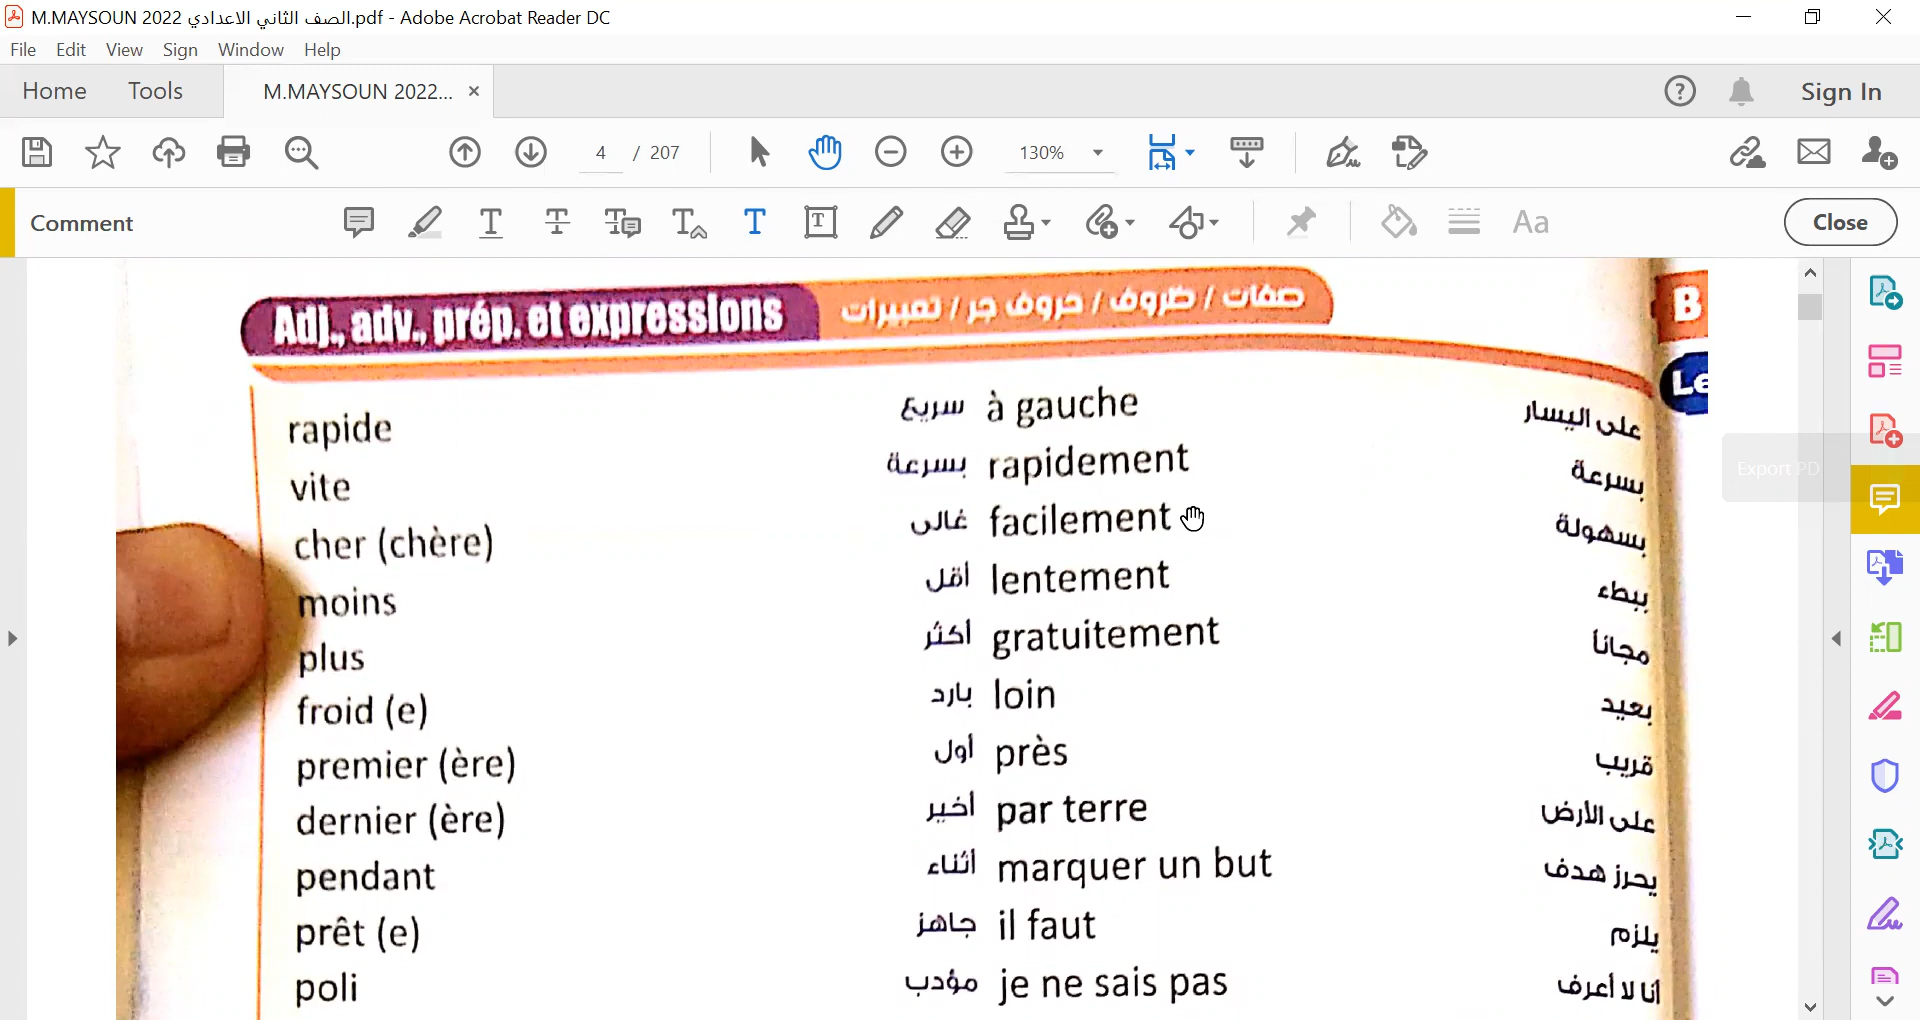 M.MAYSOUN 2022 الصف الثاني الاعدادي.pdf - Adobe Acrobat Reader DC
File Edit View Sign Window Help
Home Tools M.MAYSOUN 2022... × Sign In
4 / 207 130%
Comment Close
Adj., adv., prép. et expressions صفات / ظروف / حروف جر / تعبيرات B
Le
rapide سريع à gauche على اليسار
vite بسرعة rapidement بسرعة
Export PD
cher (chère) غالى facilement بسهولة
moins أقل lentement ببطء
plus أكثر gratuitement مجاناً
froid (e) بارد loin بعيد
premier (ère) أول près قريب
dernier (ère) أخير par terre على الأرض
pendant أثناء marquer un but يحرز هدف
prêt (e) جاهز il faut يلزم
poli مؤدب je ne sais pas أنا لا أعرف